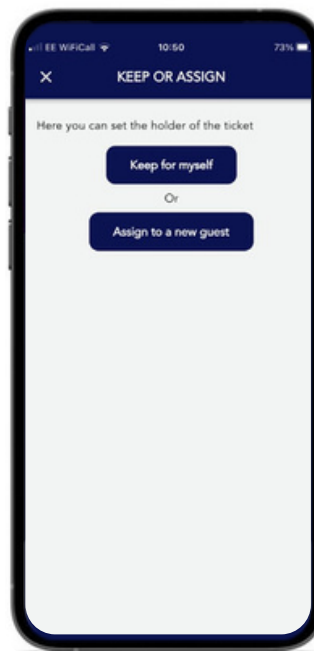 EE WiFiCall 10:50 73%
KEEP OR ASSIGN
Here you can set the holder of the ticket
Keep for myself
Or
Assign to a new guest